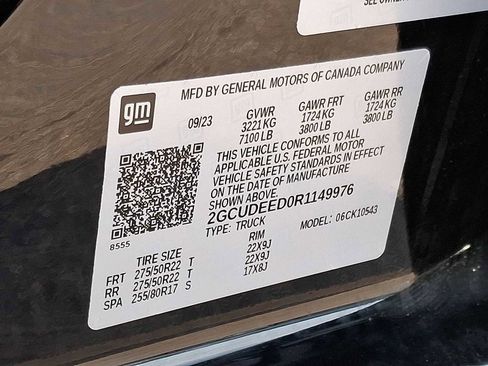 SEE OWNER
MFD BY GENERAL MOTORS OF CANADA COMPANY
gm
09/23 GVWR GAWR FRT GAWR RR
3221 KG 1724 KG 1724 KG
7100 LB 3800 LB 3800 LB
THIS VEHICLE CONFORMS TO ALL
APPLICABLE U.S. FEDERAL MOTOR
VEHICLE SAFETY STANDARDS IN EFFECT
ON THE DATE OF MANUFACTURE
2GCUDEED0R1149976
8555
TYPE: TRUCK MODEL: 06CK10543
TIRE SIZE RIM
FRT 275/50R22 T 22X9J
RR 275/50R22 T 22X9J
SPA 255/80R17 S 17X8J